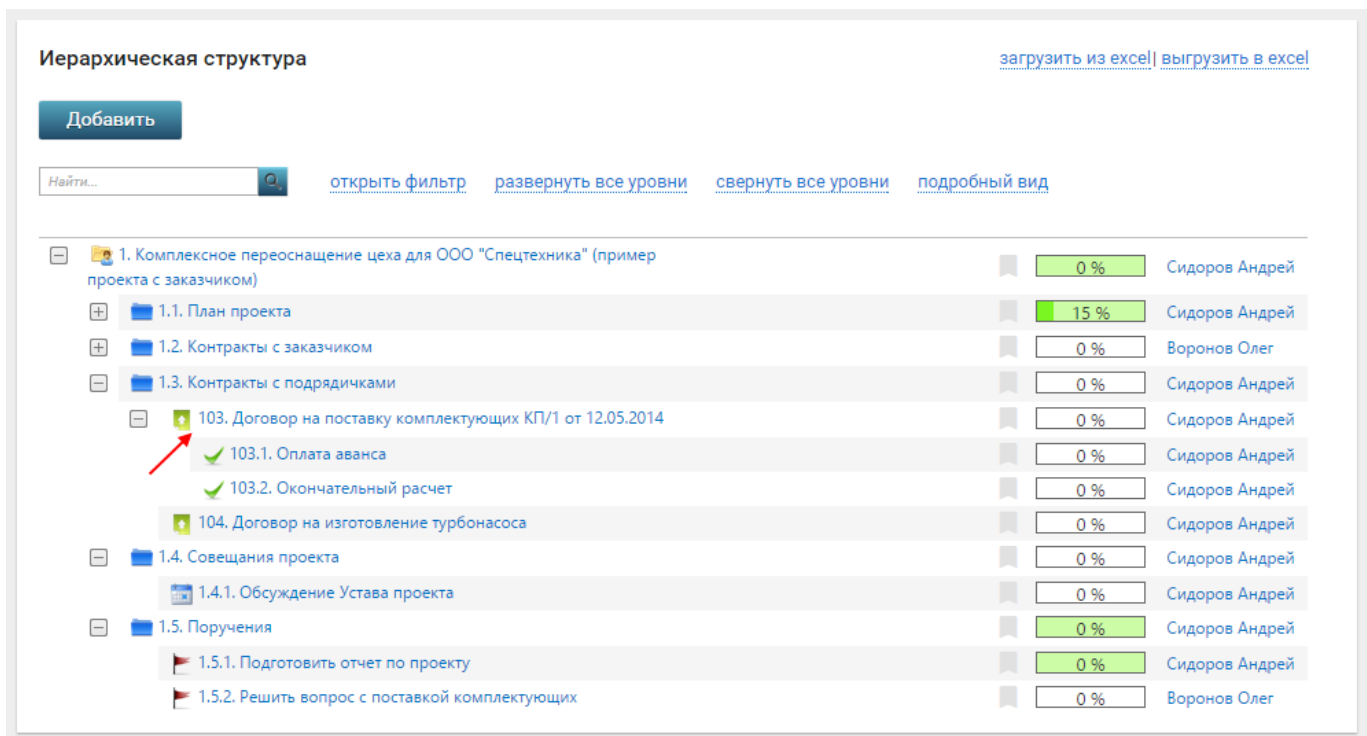 Иерархическая структура
загрузить из excel| выгрузить в excel
Добавить
Найти...
открыть фильтр развернуть все уровни свернуть все уровни подробный вид
1. Комплексное переоснащение цеха для ООО "Спецтехника" (пример
проекта с заказчиком)
0 % Сидоров Андрей
1.1. План проекта 15 % Сидоров Андрей
1.2. Контракты с заказчиком 0 % Воронов Олег
1.3. Контракты с подрядичками 0 % Сидоров Андрей
103. Договор на поставку комплектующих КП/1 от 12.05.2014 0 % Сидоров Андрей
103.1. Оплата аванса 0 % Сидоров Андрей
103.2. Окончательный расчет 0 % Сидоров Андрей
104. Договор на изготовление турбонасоса 0 % Сидоров Андрей
1.4. Совещания проекта 0 % Сидоров Андрей
1.4.1. Обсуждение Устава проекта 0 % Сидоров Андрей
1.5. Поручения 0 % Сидоров Андрей
1.5.1. Подготовить отчет по проекту 0 % Сидоров Андрей
1.5.2. Решить вопрос с поставкой комплектующих 0 % Воронов Олег